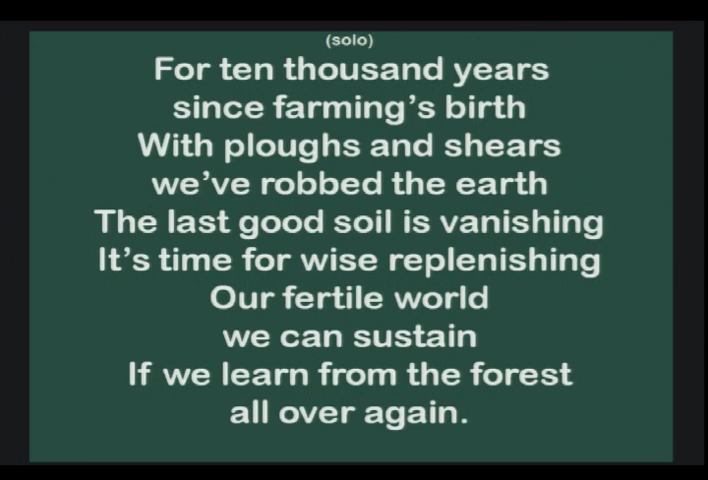 (solo)
For ten thousand years
since farming’s birth
With ploughs and shears
we’ve robbed the earth
The last good soil is vanishing
It’s time for wise replenishing
Our fertile world
we can sustain
If we learn from the forest
all over again.